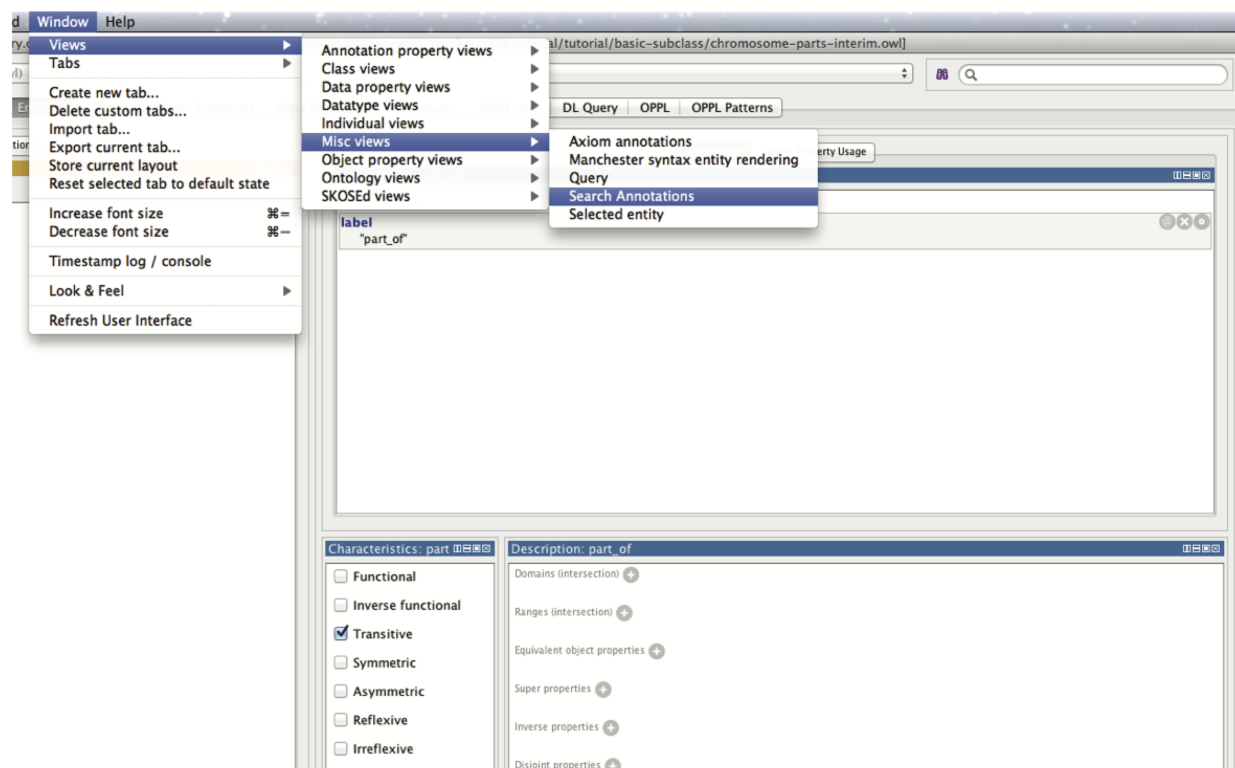 Window Help
al/tutorial/basic-subclass/chromosome-parts-interim.owl]
Views
Tabs
Create new tab...
Delete custom tabs...
Import tab...
Export current tab...
Store current layout
Reset selected tab to default state
Increase font size ⌘=
Decrease font size ⌘−
Timestamp log / console
Look & Feel
Refresh User Interface
Annotation property views
Class views
Data property views
Datatype views
Individual views
Misc views
Object property views
Ontology views
SKOSEd views
DL Query OPPL OPPL Patterns
Axiom annotations
Manchester syntax entity rendering
Query
Search Annotations
Selected entity
erty Usage
label
"part_of"
Characteristics: part
Functional
Inverse functional
Transitive
Symmetric
Asymmetric
Reflexive
Irreflexive
Description: part_of
Domains (intersection)
Ranges (intersection)
Equivalent object properties
Super properties
Inverse properties
Disjoint properties